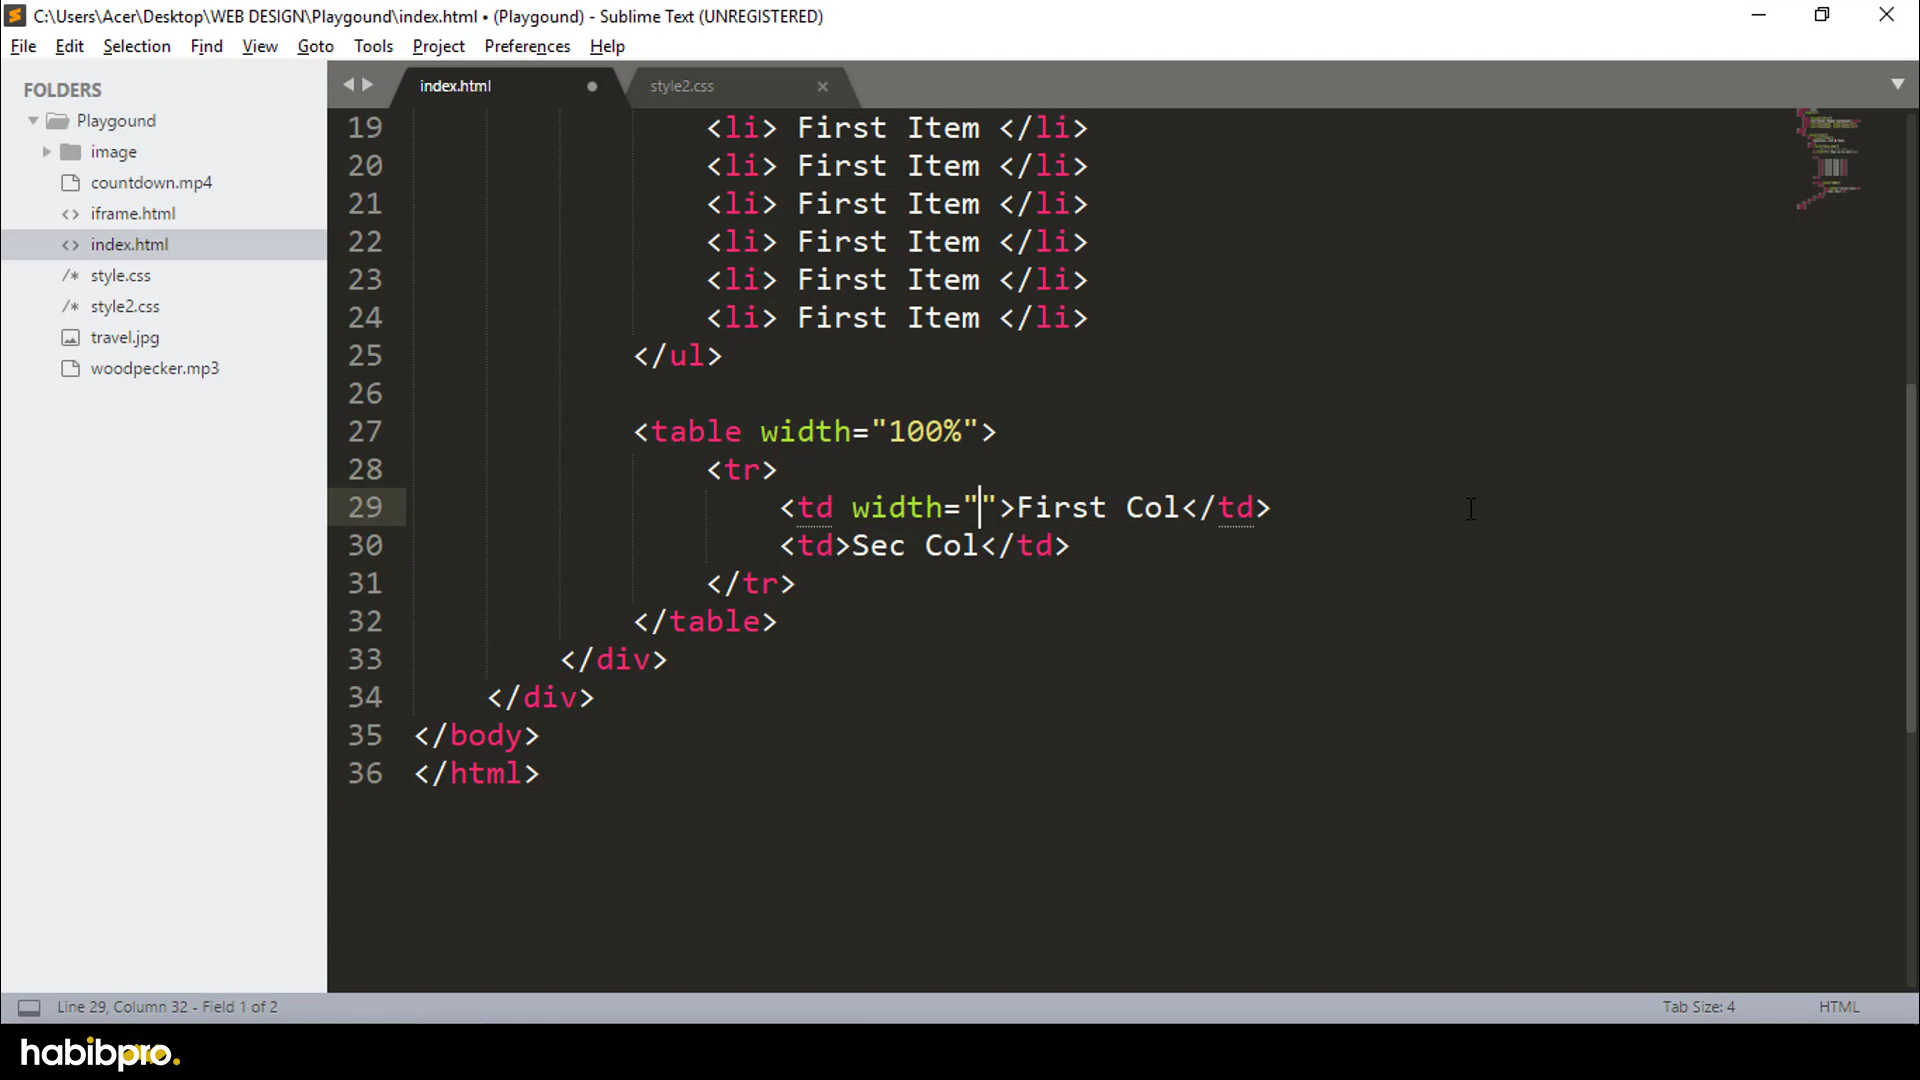 C:\Users\Acer\Desktop\WEB DESIGN\Playgound\index.html • (Playgound) - Sublime Text (UNREGISTERED)
File Edit Selection Find View Goto Tools Project Preferences Help
FOLDERS
Playgound
image
countdown.mp4
iframe.html
index.html
style.css
style2.css
travel.jpg
woodpecker.mp3
index.html
style2.css
19 <li> First Item </li>
20 <li> First Item </li>
21 <li> First Item </li>
22 <li> First Item </li>
23 <li> First Item </li>
24 <li> First Item </li>
25 </ul>
26
27 <table width="100%">
28 <tr>
29 <td width="">First Col</td>
30 <td>Sec Col</td>
31 </tr>
32 </table>
33 </div>
34 </div>
35 </body>
36 </html>
Line 29, Column 32 - Field 1 of 2
Tab Size: 4
HTML
habibpro.